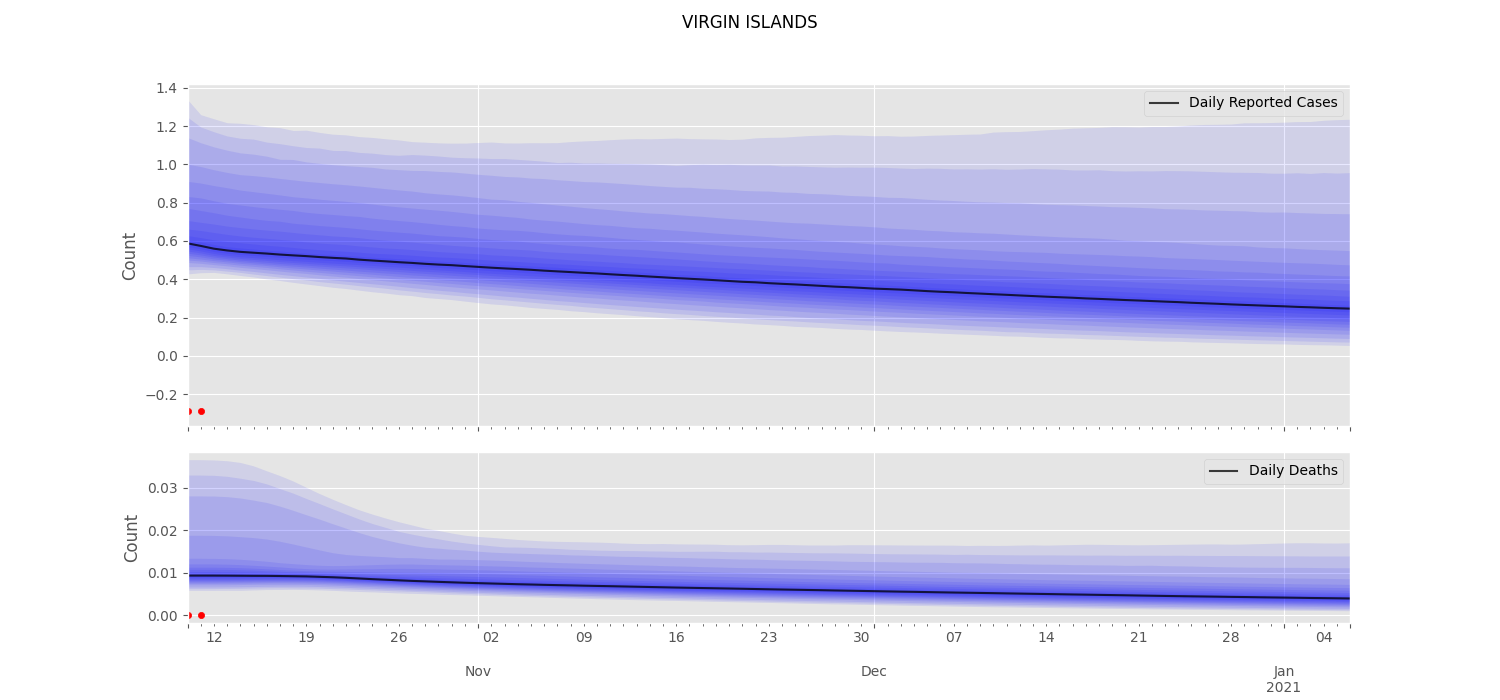 VIRGIN ISLANDS
1.4
1.2
1.0
0.8
0.6
0.4
0.2
0.0
−0.2
Count
Daily Reported Cases
0.03
0.02
0.01
0.00
Count
Daily Deaths
12 19 26 02 09 16 23 30 07 14 21 28 04
Nov Dec Jan
2021